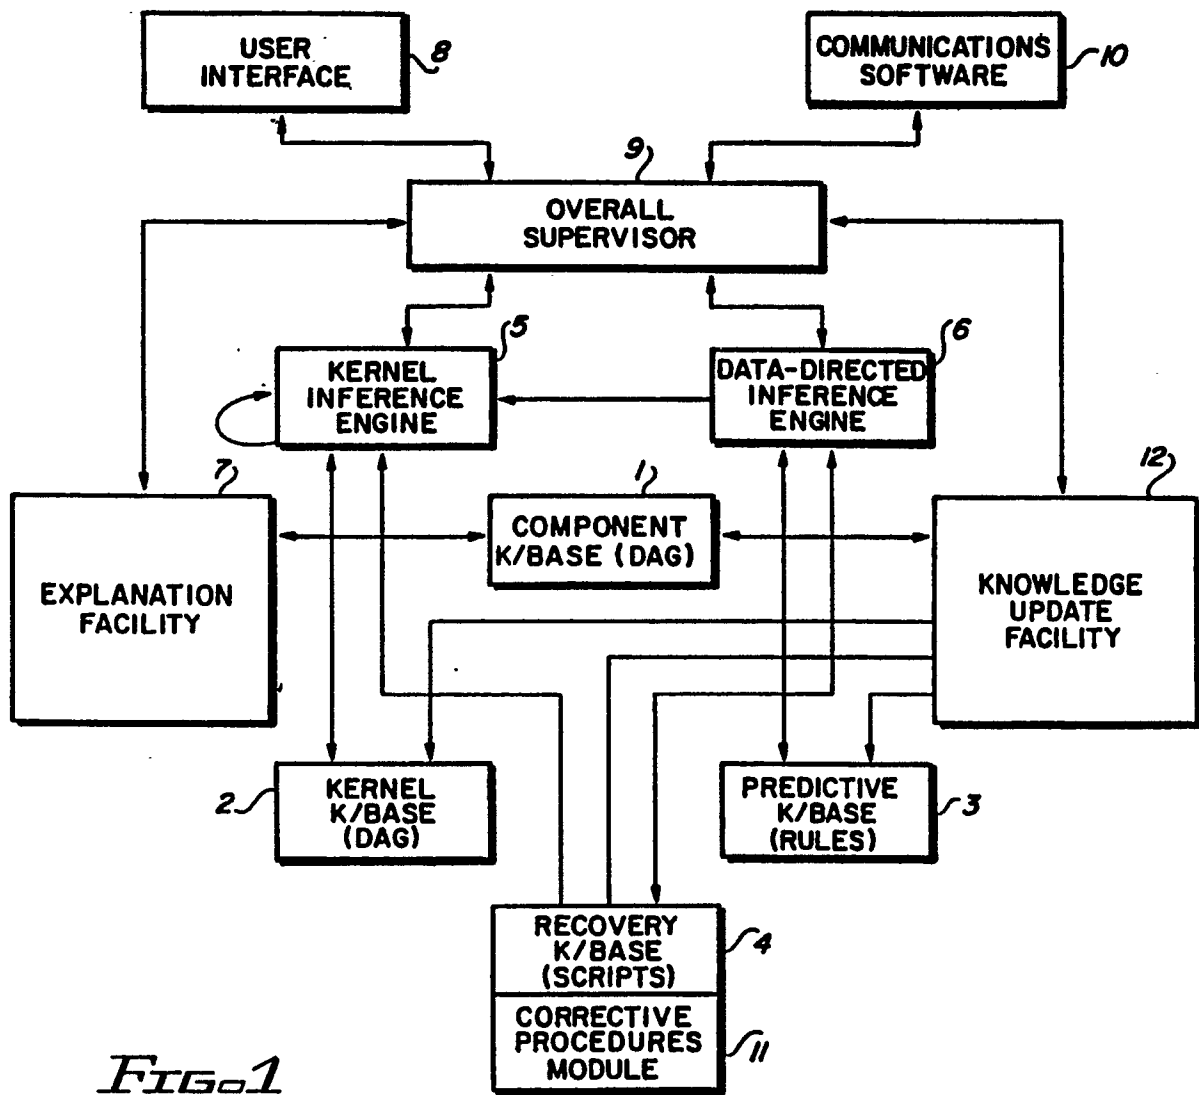 USER
INTERFACE
8
COMMUNICATIONS
SOFTWARE
10
9
OVERALL
SUPERVISOR
5
KERNEL
INFERENCE
ENGINE
6
DATA-DIRECTED
INFERENCE
ENGINE
7
EXPLANATION
FACILITY
1
COMPONENT
K/BASE (DAG)
12
KNOWLEDGE
UPDATE
FACILITY
2
KERNEL
K/BASE
(DAG)
PREDICTIVE
K/BASE
(RULES)
3
RECOVERY
K/BASE
(SCRIPTS)
4
CORRECTIVE
PROCEDURES
MODULE
11
FIG. 1